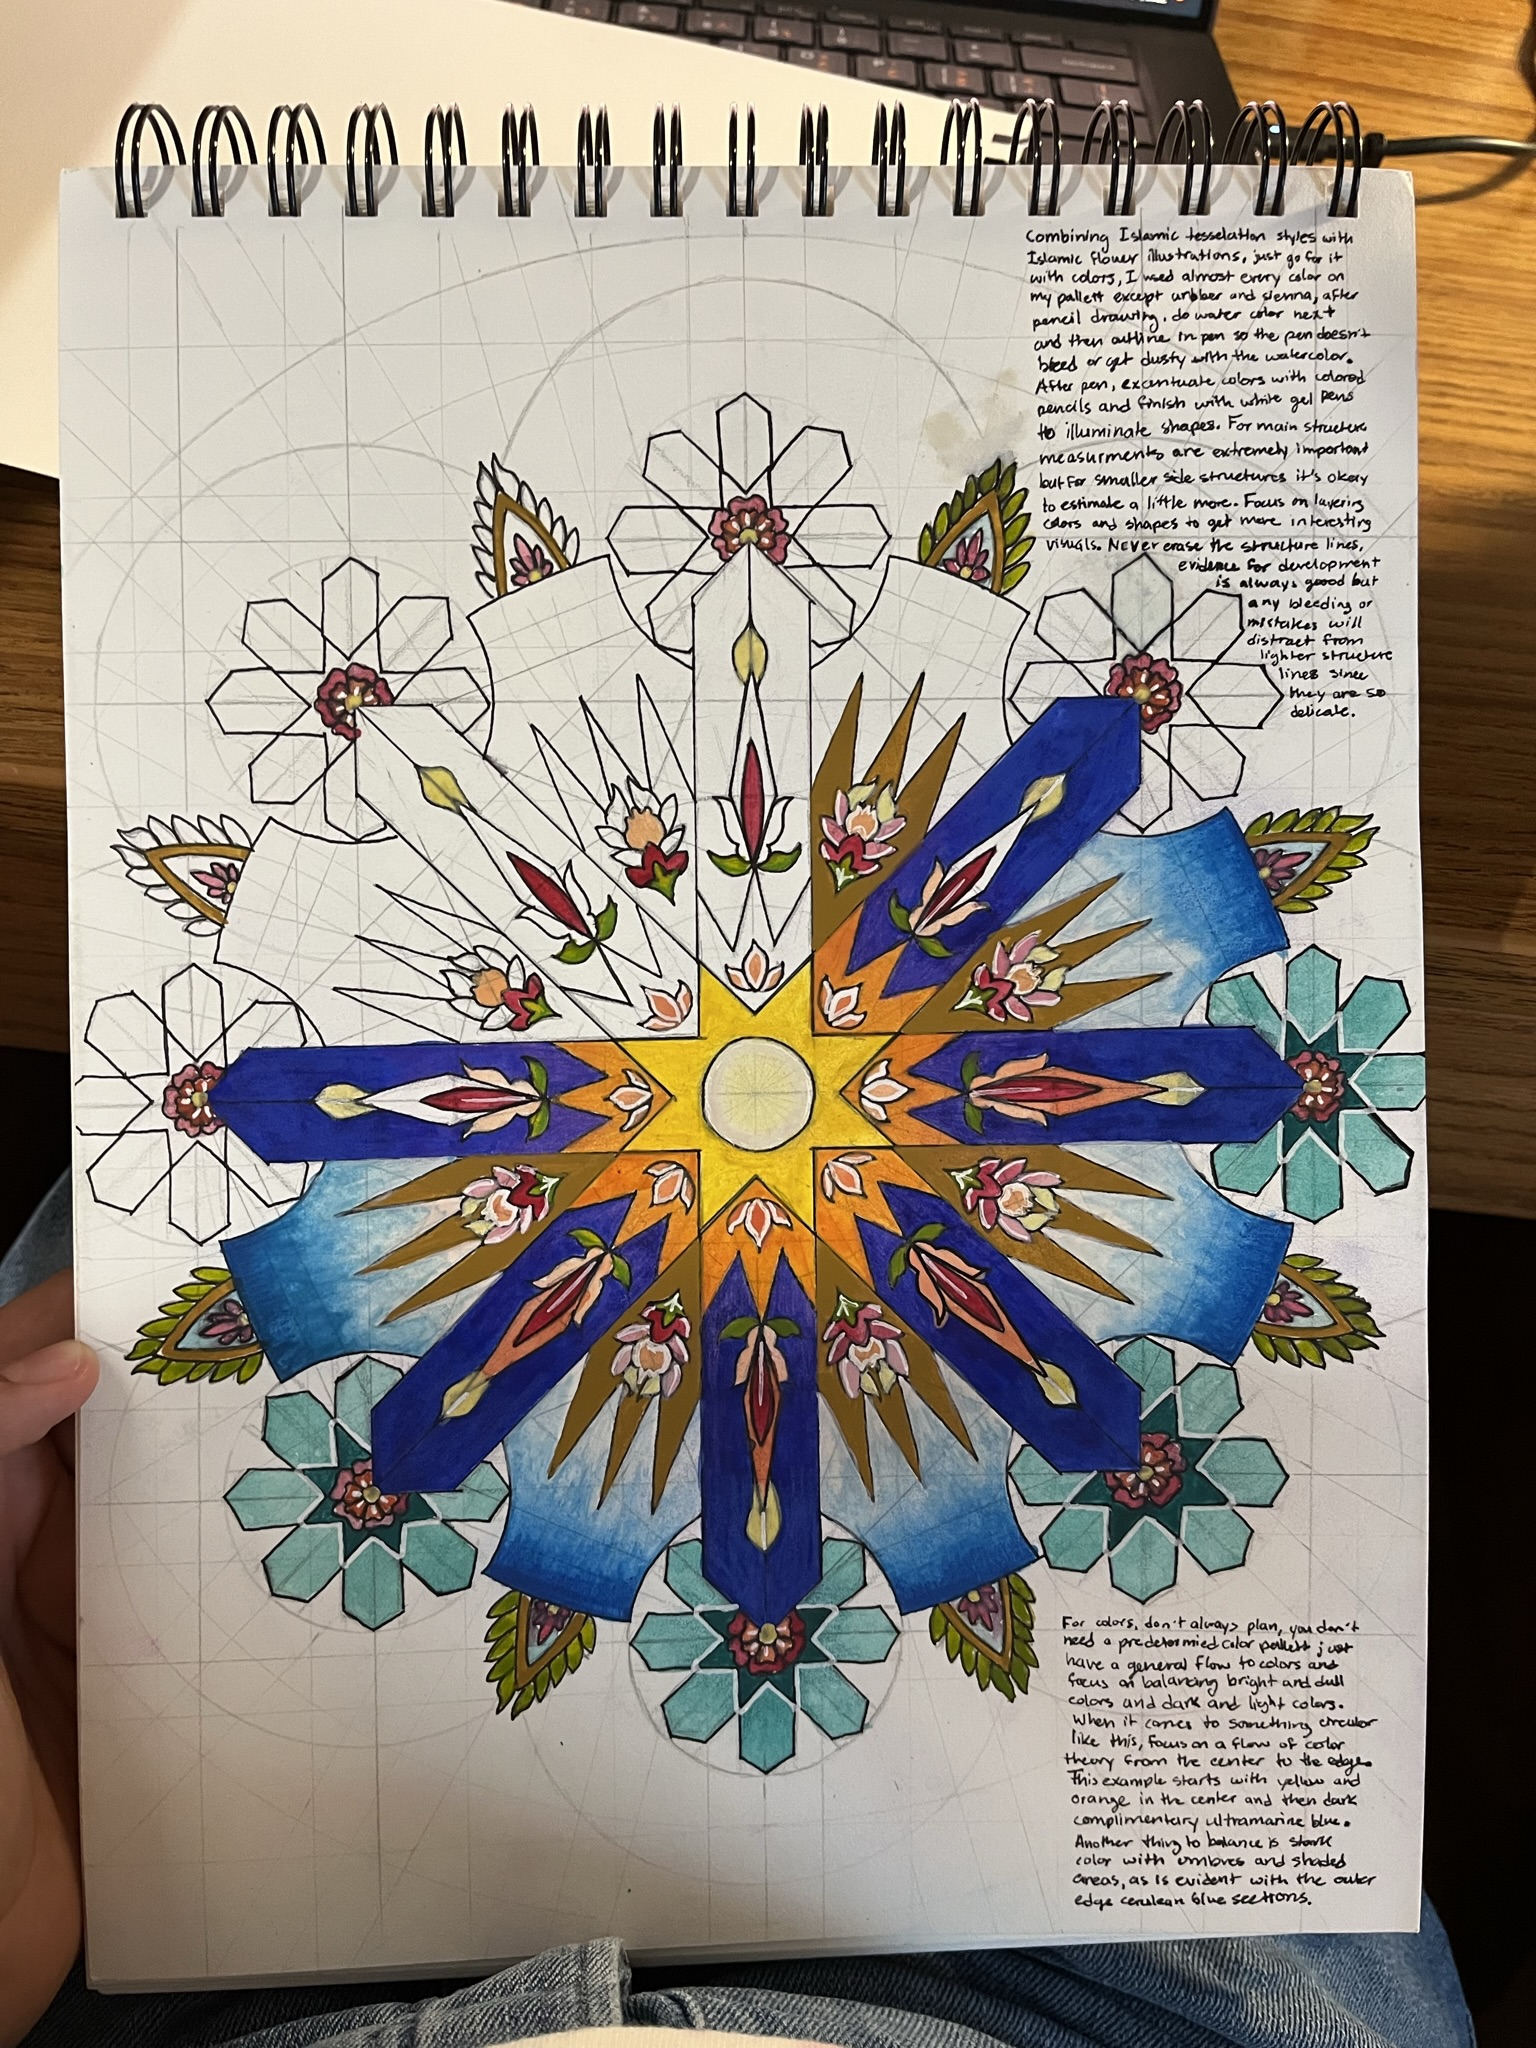 Combining Islamic tesselation styles with
Islamic flower illustrations, just go for it
with colors, I used almost every color on
my pallett except umbber and sienna, after
pencil drawing, do water color next
and then outline in pen so the pen doesn't
bleed or get dusty with the watercolor.
After pen, excentuate colors with colored
pencils and finish with white gel pens
to illuminate shapes. For main structure
measurments are extremely important
but for smaller side structures it's okay
to estimate a little more. Focus on layering
colors and shapes to get more interesting
visuals. NEVER erase the structure lines,
evidence for development
is always good but
any bleeding or
mistakes will
distract from
lighter structure
lines since
they are so
delicate.
For colors, don't always plan, you don't
need a predetermied color pallett just
have a general flow to colors and
focus on balancing bright and dull
colors and dark and light colors.
When it comes to something circular
like this, focus on a flow of color
theory from the center to the edge.
This example starts with yellow and
orange in the center and then dark
complimentary ultramarine blue.
Another thing to balance is stark
color with ombres and shaded
areas, as is evident with the outer
edge cerulean blue sections.